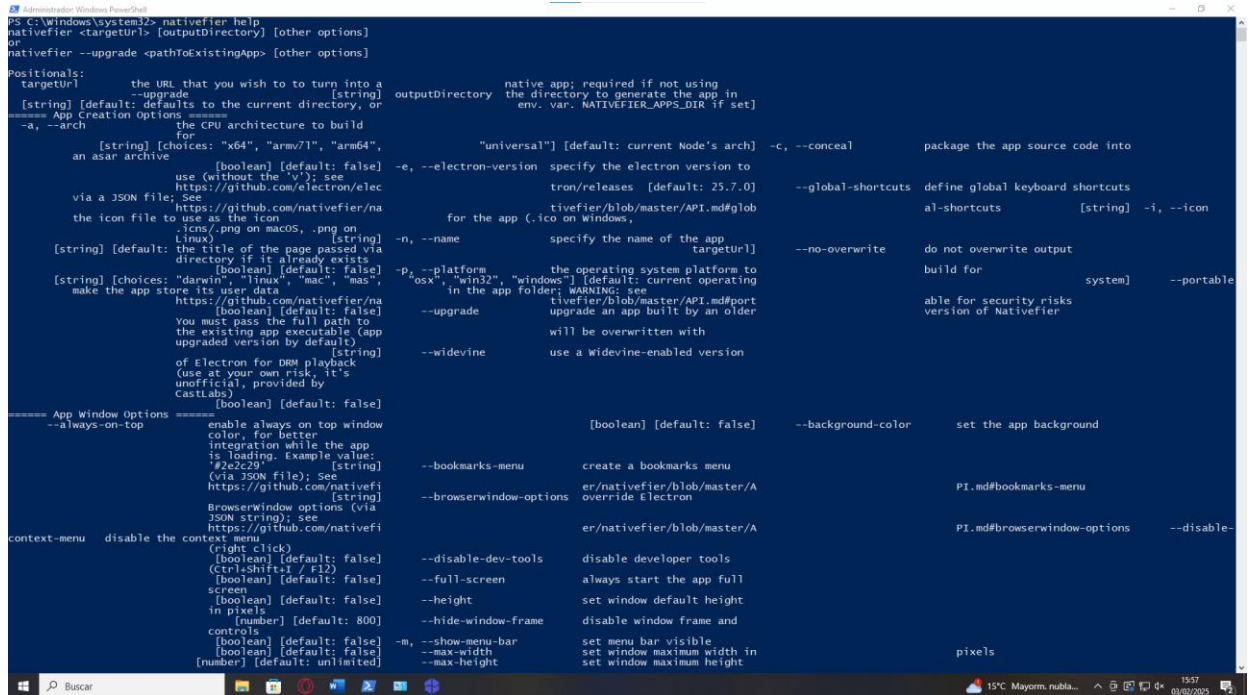 Administrador: Windows PowerShell
PS C:\Windows\system32> nativefier help
nativefier <targetUrl> [outputDirectory] [other options]
or
nativefier --upgrade <pathToExistingApp> [other options]
Positionals:
targetUrl the URL that you wish to to turn into a native app; required if not using
--upgrade [string] outputDirectory the directory to generate the app in
[string] [default: defaults to the current directory, or env. var. NATIVEFIER_APPS_DIR if set]
====== App Creation Options ======
-a, --arch the CPU architecture to build
for
[string] [choices: "x64", "armv7l", "arm64", "universal"] [default: current Node's arch] -c, --conceal package the app source code into
an asar archive
[boolean] [default: false] -e, --electron-version specify the electron version to
use (without the 'v'); see
https://github.com/electron/elec tron/releases [default: 25.7.0] --global-shortcuts define global keyboard shortcuts
via a JSON file; See
https://github.com/nativefier/na tivefier/blob/master/API.md#glob al-shortcuts [string] -i, --icon
the icon file to use as the icon for the app (.ico on Windows,
.icns/.png on macOS, .png on
Linux) [string] -n, --name specify the name of the app
[string] [default: the title of the page passed via targetUrl] --no-overwrite do not overwrite output
directory if it already exists
[boolean] [default: false] -p, --platform the operating system platform to build for
[string] [choices: "darwin", "linux", "mac", "mas", "osx", "win32", "windows"] [default: current operating system] --portable
make the app store its user data in the app folder; WARNING: see
https://github.com/nativefier/na tivefier/blob/master/API.md#port able for security risks
[boolean] [default: false] --upgrade upgrade an app built by an older version of Nativefier
You must pass the full path to
the existing app executable (app will be overwritten with
upgraded version by default)
[string] --widevine use a Widevine-enabled version
of Electron for DRM playback
(use at your own risk, it's
unofficial, provided by
CastLabs)
[boolean] [default: false]
====== App Window Options ======
--always-on-top enable always on top window [boolean] [default: false] --background-color set the app background
color, for better
integration while the app
is loading. Example value:
'#2e2c29' [string] --bookmarks-menu create a bookmarks menu
(via JSON file); See
https://github.com/nativefi er/nativefier/blob/master/A PI.md#bookmarks-menu
[string] --browserwindow-options override Electron
BrowserWindow options (via
JSON string); see
https://github.com/nativefi er/nativefier/blob/master/A PI.md#browserwindow-options --disable-
context-menu disable the context menu
(right click)
[boolean] [default: false] --disable-dev-tools disable developer tools
(Ctrl+Shift+I / F12)
[boolean] [default: false] --full-screen always start the app full
screen
[boolean] [default: false] --height set window default height
in pixels
[number] [default: 800] --hide-window-frame disable window frame and
controls
[boolean] [default: false] -m, --show-menu-bar set menu bar visible
[boolean] [default: false] --max-width set window maximum width in pixels
[number] [default: unlimited] --max-height set window maximum height
Buscar
15°C Mayorm. nubla...
15:57
03/02/2025